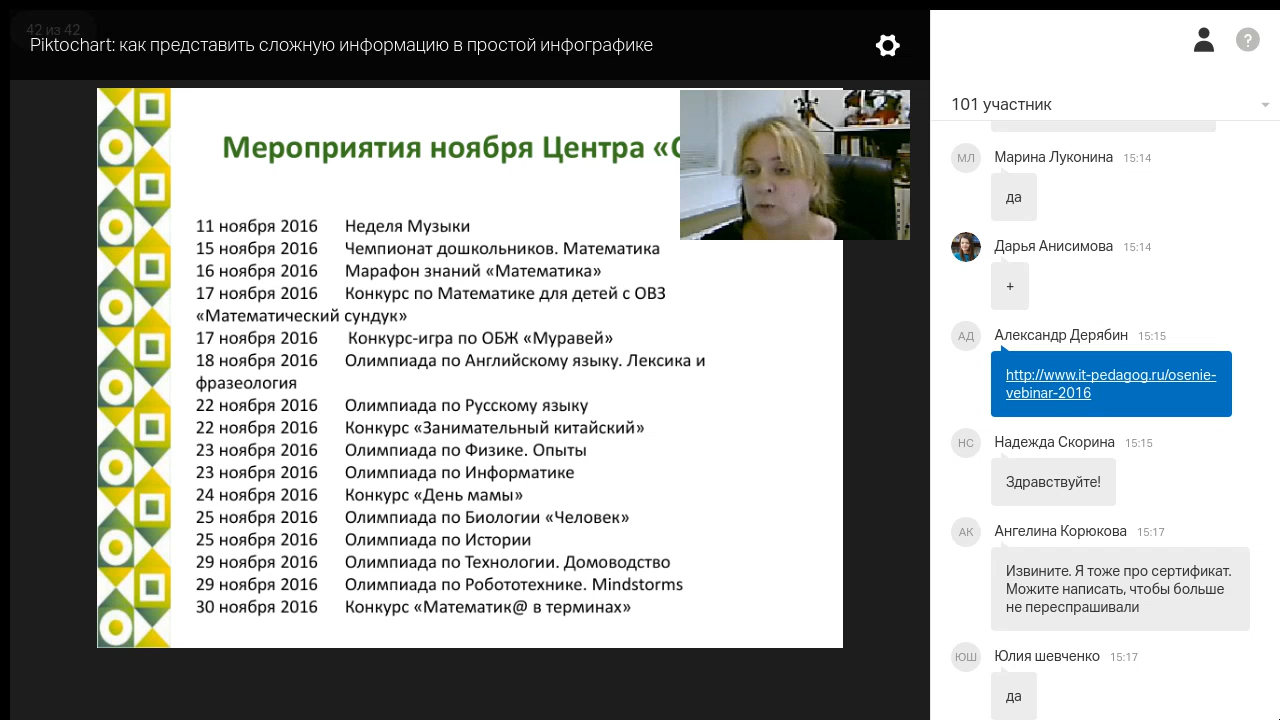 42 из 42
Piktochart: как представить сложную информацию в простой инфографике
Мероприятия ноября Центра «С
11 ноября 2016 Неделя Музыки
15 ноября 2016 Чемпионат дошкольников. Математика
16 ноября 2016 Марафон знаний «Математика»
17 ноября 2016 Конкурс по Математике для детей с ОВЗ
«Математический сундук»
17 ноября 2016 Конкурс-игра по ОБЖ «Муравей»
18 ноября 2016 Олимпиада по Английскому языку. Лексика и
фразеология
22 ноября 2016 Олимпиада по Русскому языку
22 ноября 2016 Конкурс «Занимательный китайский»
23 ноября 2016 Олимпиада по Физике. Опыты
23 ноября 2016 Олимпиада по Информатике
24 ноября 2016 Конкурс «День мамы»
25 ноября 2016 Олимпиада по Биологии «Человек»
25 ноября 2016 Олимпиада по Истории
29 ноября 2016 Олимпиада по Технологии. Домоводство
29 ноября 2016 Олимпиада по Робототехнике. Mindstorms
30 ноября 2016 Конкурс «Математик@ в терминах»
?
101 участник
МЛ Марина Луконина 15:14
да
Дарья Анисимова 15:14
+
АД Александр Дерябин 15:15
http://www.it-pedagog.ru/osenie-
vebinar-2016
НС Надежда Скорина 15:15
Здравствуйте!
АК Ангелина Корюкова 15:17
Извините. Я тоже про сертификат.
Можите написать, чтобы больше
не переспрашивали
ЮШ Юлия шевченко 15:17
да